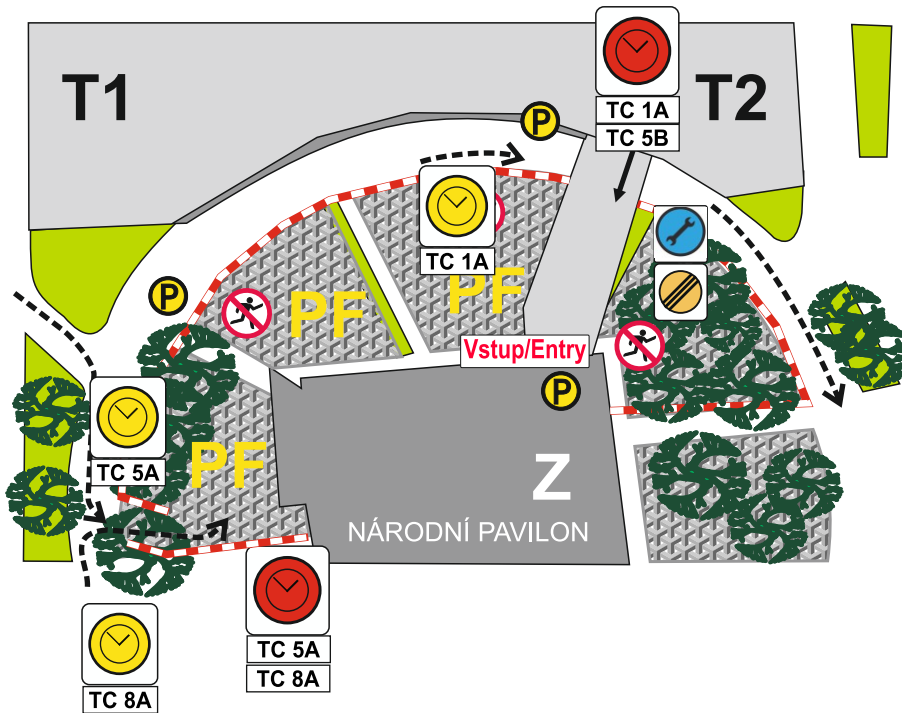 T1
T2
TC 1A
TC 5B
P
TC 1A
P
PF
PF
Vstup/Entry
P
TC 5A
PF
Z
NÁRODNÍ PAVILON
TC 5A
TC 8A
TC 8A